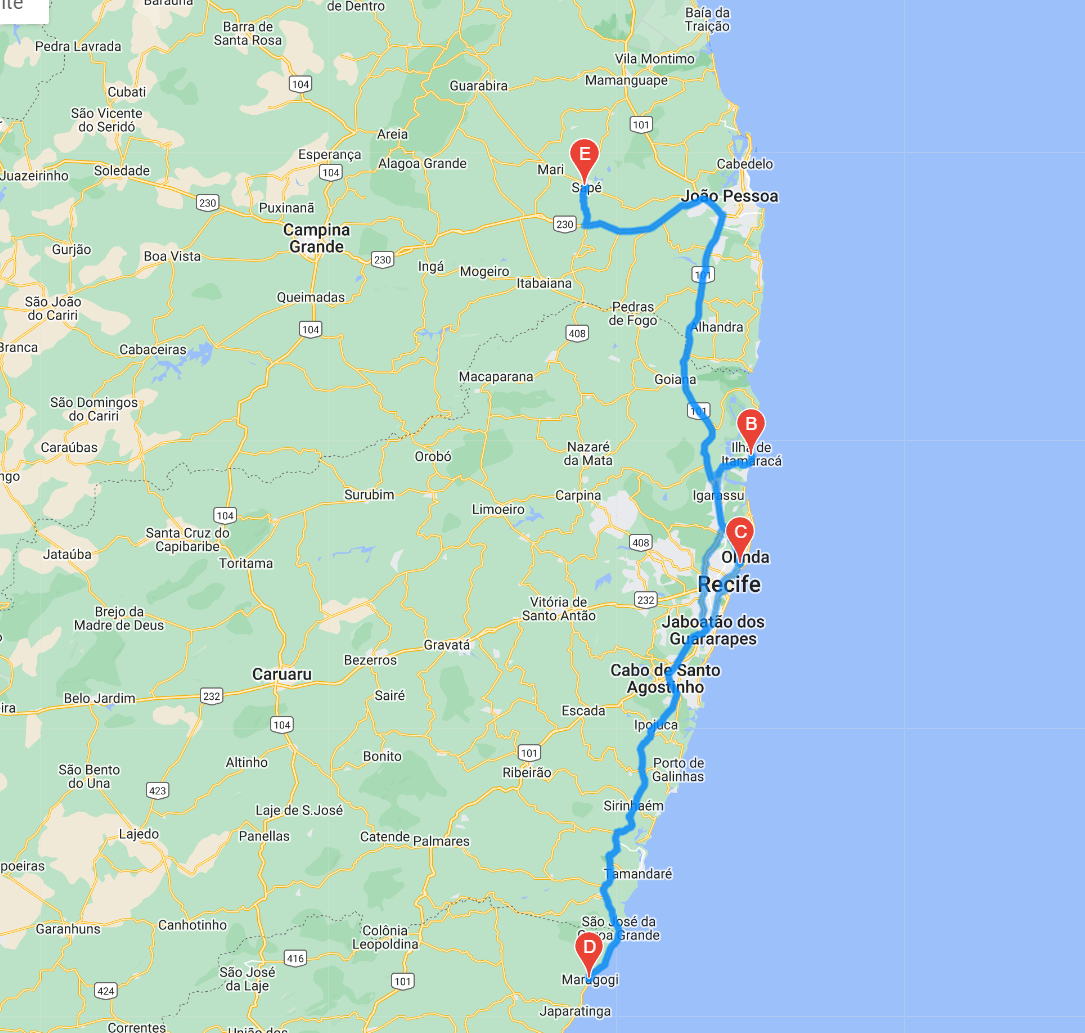 ite
Barauna
de Dentro
Baía da
Traição
Barra de
Santa Rosa
Pedra Lavrada
Vila Montimo
Mamanguape
104
Guarabira
Cubati
São Vicente
do Seridó
101
Areia
Esperança
Alagoa Grande
Mari
E
Cabedelo
Soledade
104
Juazeirinho
Sapé
João Pessoa
230
Puxinanã
230
Campina
Grande
Gurjão
Boa Vista
230
Ingá
Mogeiro
Itabaiana
101
Queimadas
São João
do Cariri
Pedras
de Fogo
104
408
Alhandra
Branca
Cabaceiras
Macaparana
Goiana
São Domingos
do Cariri
101
B
Caraúbas
Nazaré
da Mata
Ilha de
Itamaracá
Orobó
ngo
Surubim
Carpina
Igarassu
Limoeiro
104
Santa Cruz do
Capibaribe
C
408
Jataúba
Toritama
Olinda
Recife
232
Vitória de
Santo Antão
Brejo da
Madre de Deus
Jaboatão dos
Guararapes
Gravatá
Bezerros
Caruaru
Cabo de Santo
Agostinho
Belo Jardim
232
Sairé
ira
Escada
104
Ipojuca
101
Bonito
Altinho
Ribeirão
Porto de
Galinhas
São Bento
do Una
423
Sirinhaém
Laje de S.José
Lajedo
Panellas
Catende
Palmares
poeiras
Tamandaré
Canhotinho
Garanhuns
Colônia
Leopoldina
São José da
Coroa Grande
D
416
São José
da Laje
101
Maragogi
424
Japaratinga
Correntes
União dos